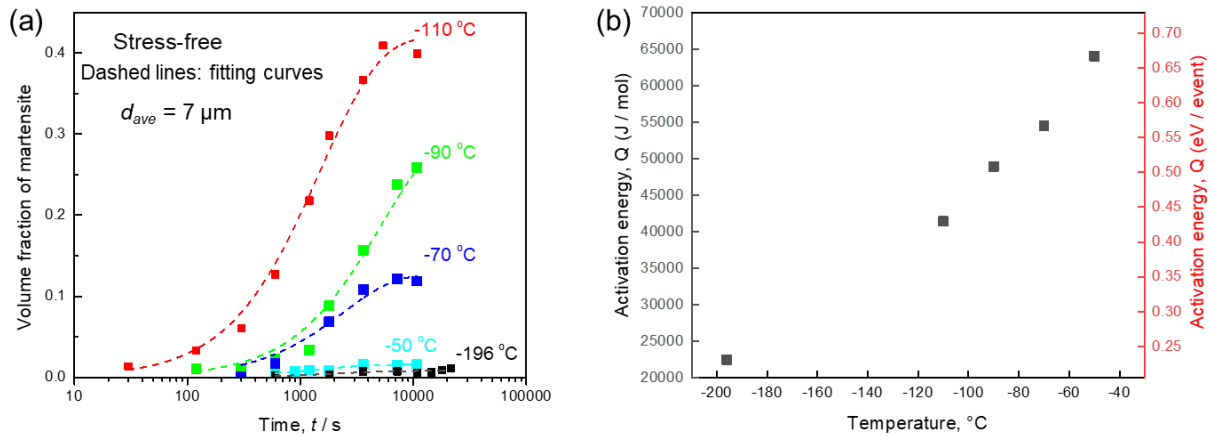 (a)
Stress-free
Dashed lines: fitting curves
d_ave = 7 μm
-110 °C
-90 °C
-70 °C
-50 °C
-196 °C
0.4
0.3
0.2
0.1
0.0
Volume fraction of martensite
10
100
1000
10000
100000
Time, t / s
(b)
70000
65000
60000
55000
50000
45000
40000
35000
30000
25000
20000
Activation energy, Q (J / mol)
-200
-180
-160
-140
-120
-100
-80
-60
-40
Temperature, °C
0.70
0.65
0.60
0.55
0.50
0.45
0.40
0.35
0.30
0.25
Activation energy, Q (eV / event)